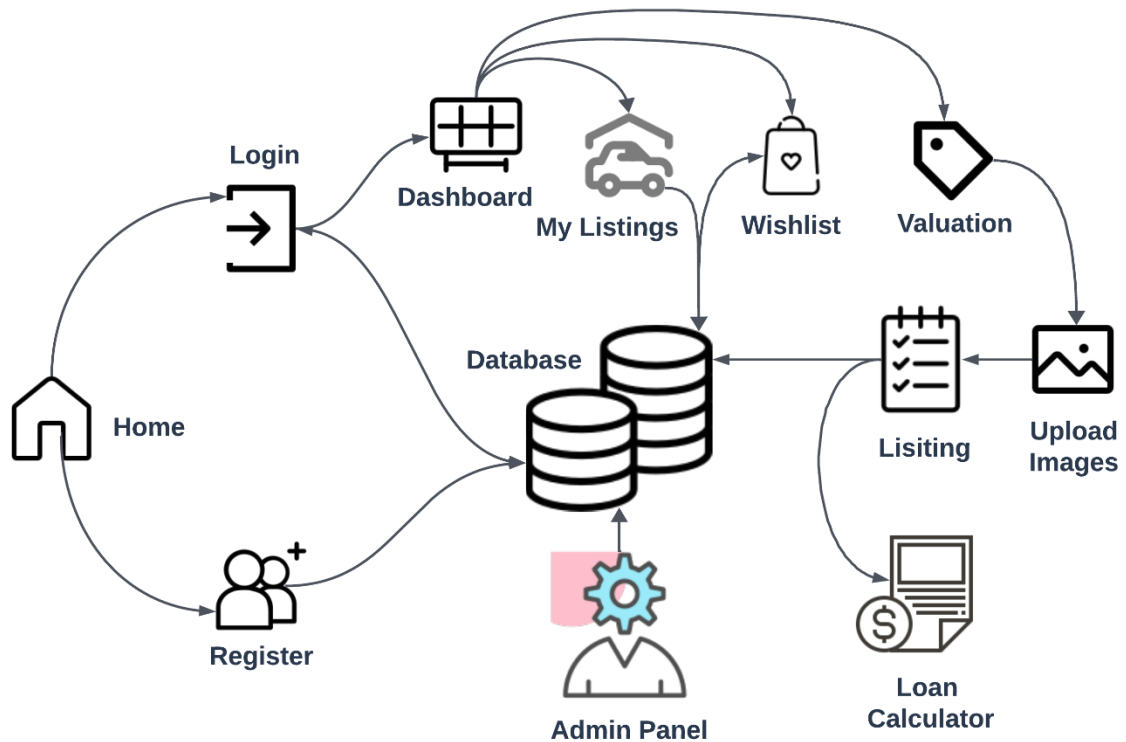 Login
Dashboard
My Listings
Wishlist
Valuation
Database
Home
Lisiting
Upload
Images
Register
$
Loan
Calculator
Admin Panel